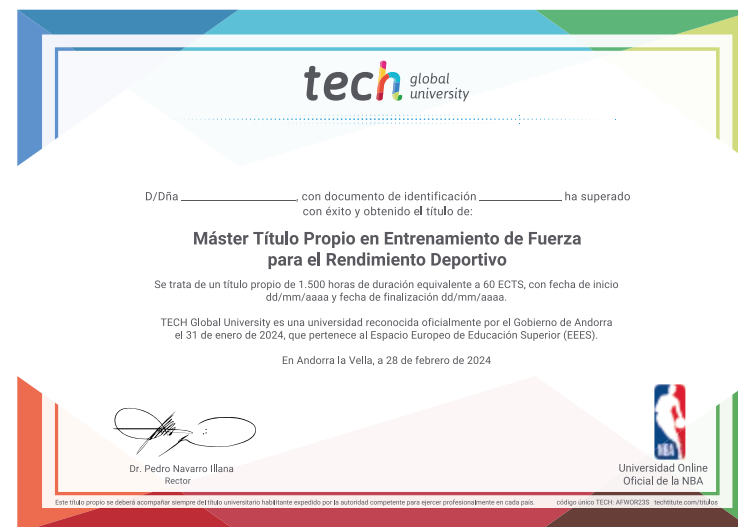 tech global university
D/Dña ____________________, con documento de identificación ______________ ha superado
con éxito y obtenido el título de:
Máster Título Propio en Entrenamiento de Fuerza
para el Rendimiento Deportivo
Se trata de un título propio de 1.500 horas de duración equivalente a 60 ECTS, con fecha de inicio
dd/mm/aaaa y fecha de finalización dd/mm/aaaa.
TECH Global University es una universidad reconocida oficialmente por el Gobierno de Andorra
el 31 de enero de 2024, que pertenece al Espacio Europeo de Educación Superior (EEES).
En Andorra la Vella, a 28 de febrero de 2024
Dr. Pedro Navarro Illana
Rector
NBA
Universidad Online
Oficial de la NBA
Este título propio se deberá acompañar siempre del título universitario habilitante expedido por la autoridad competente para ejercer profesionalmente en cada país. código único TECH: AFWOR23S techtitute.com/titulos